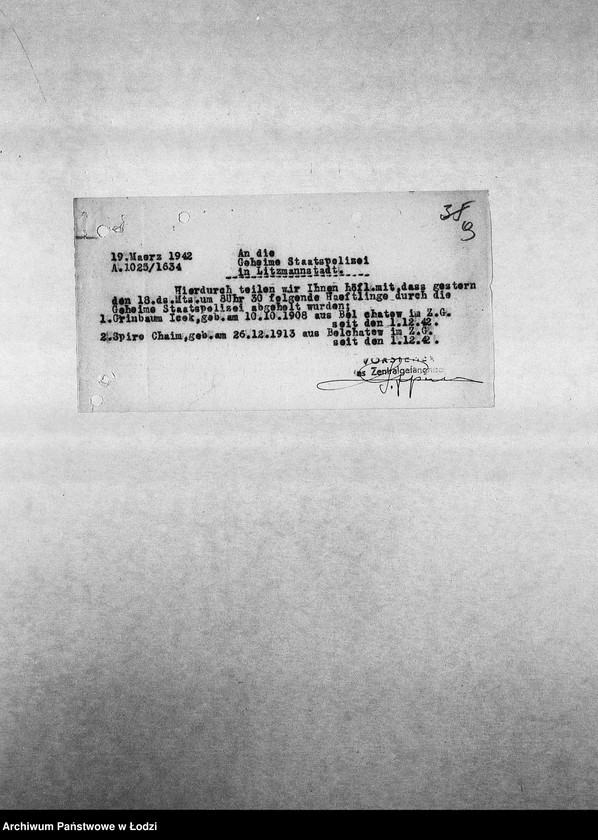 38
19.Maerz 1942
A.1025/1634
An die
Geheime Staatspolizei
in Litzmannstadt.
Hierdurch teilen wir Ihnen höfl.mit,dass gestern
den 18.ds.Mts.um 8Uhr 30 folgende Haeftlinge durch die
Geheime Staatspolizei abgeholt wurden:
1.Grinbaum Icek,geb.am 10.10.1908 aus Bel chatow im Z.G.
seit den 1.12.42.
2.Spiro Chaim,geb.am 26.12.1913 aus Belchatow im Z.G.
seit den 1.12.42.
Zentralgefängn
Archiwum Państwowe w Łodzi